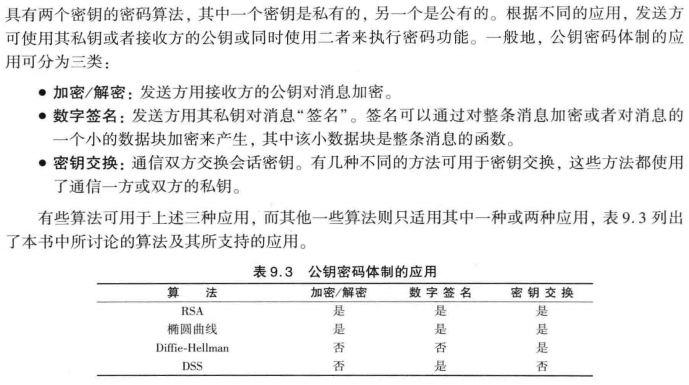 具有两个密钥的密码算法，其中一个密钥是私有的，另一个是公有的。根据不同的应用，发送方
可使用其私钥或者接收方的公钥或同时使用二者来执行密码功能。一般地，公钥密码体制的应
用可分为三类：
● 加密/解密：发送方用接收方的公钥对消息加密。
● 数字签名：发送方用其私钥对消息“签名”。签名可以通过对整条消息加密或者对消息的
一个小的数据块加密来产生，其中该小数据块是整条消息的函数。
● 密钥交换：通信双方交换会话密钥。有几种不同的方法可用于密钥交换，这些方法都使用
了通信一方或双方的私钥。
有些算法可用于上述三种应用，而其他一些算法则只适用其中一种或两种应用，表9.3列出
了本书中所讨论的算法及其所支持的应用。
表9.3 公钥密码体制的应用
算 法 加密/解密 数字签名 密钥交换
RSA 是 是 是
椭圆曲线 是 是 是
Diffie-Hellman 否 否 是
DSS 否 是 否